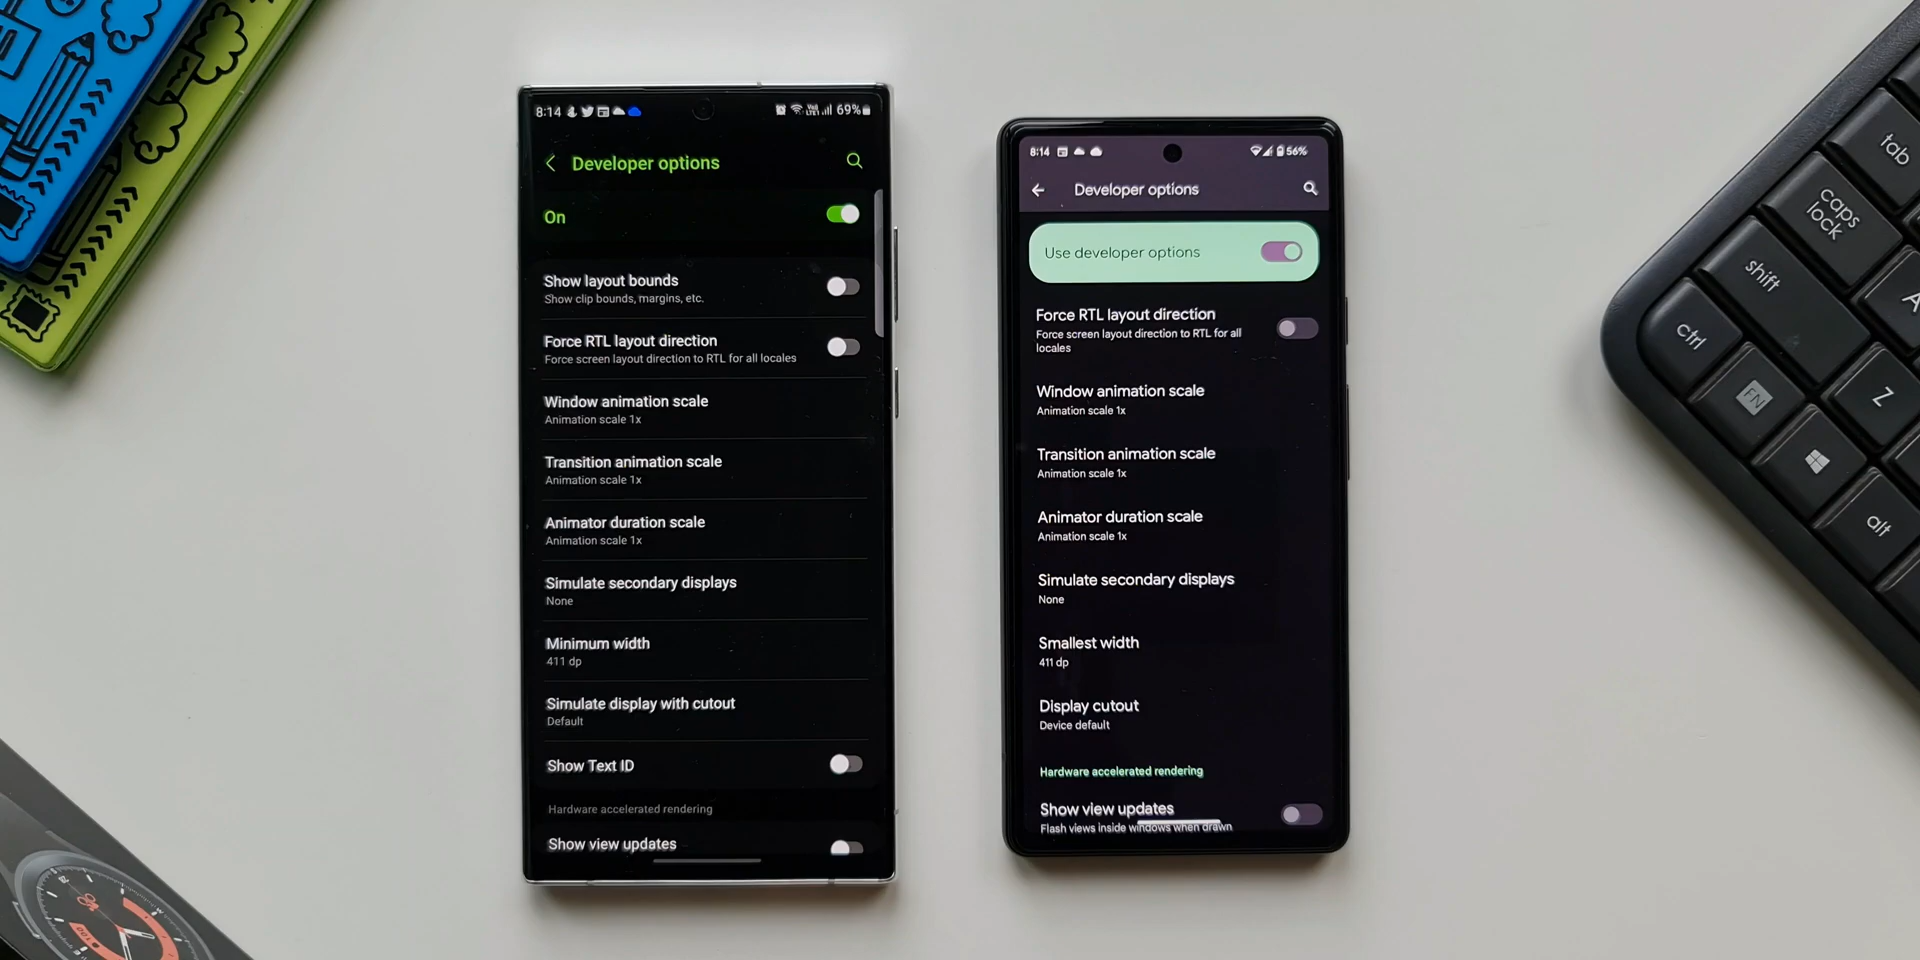 8:14
69%
Developer options
On
Show layout bounds
Show clip bounds, margins, etc.
Force RTL layout direction
Force screen layout direction to RTL for all locales
Window animation scale
Animation scale 1x
Transition animation scale
Animation scale 1x
Animator duration scale
Animation scale 1x
Simulate secondary displays
None
Minimum width
411 dp
Simulate display with cutout
Default
Show Text ID
Hardware accelerated rendering
Show view updates
8:14
56%
Developer options
Use developer options
Force RTL layout direction
Force screen layout direction to RTL for all
locales
Window animation scale
Animation scale 1x
Transition animation scale
Animation scale 1x
Animator duration scale
Animation scale 1x
Simulate secondary displays
None
Smallest width
411 dp
Display cutout
Device default
Hardware accelerated rendering
Show view updates
Flash views inside windows when drawn
tab
caps
lock
A
shift
ctrl
FN
Z
alt